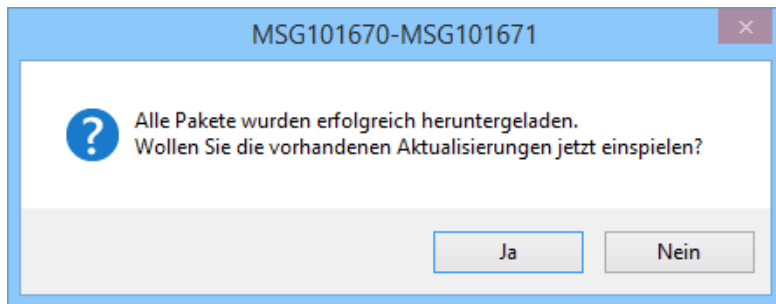 MSG101670-MSG101671
Alle Pakete wurden erfolgreich heruntergeladen.
Wollen Sie die vorhandenen Aktualisierungen jetzt einspielen?
Ja
Nein